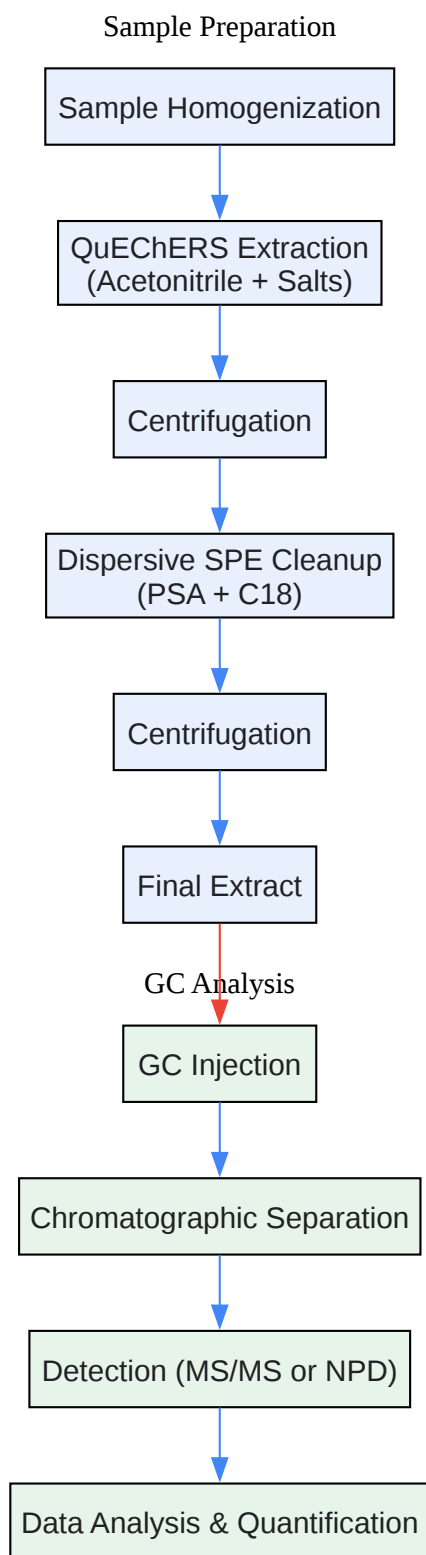 Sample Preparation
Sample Homogenization
QuEChERS Extraction
(Acetonitrile + Salts)
Centrifugation
Dispersive SPE Cleanup
(PSA + C18)
Centrifugation
Final Extract
GC Analysis
GC Injection
Chromatographic Separation
Detection (MS/MS or NPD)
Data Analysis & Quantification